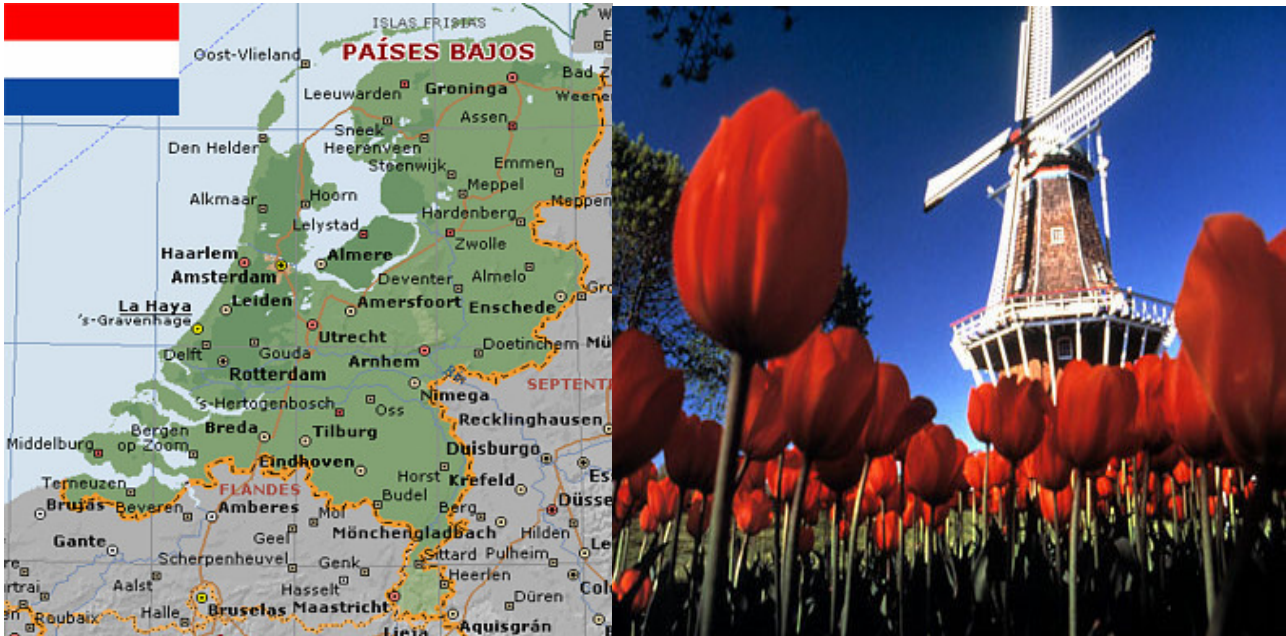 ISLAS FRISIAS
PAÍSES BAJOS
Oost-Vlieland
Leeuwarden
Groninga
Sneek
Assen
Den Helder
Heerenveen
Steenwijk
Emmen
Alkmaar
Hoorn
Meppel
Meppen
Lelystad
Hardenberg
Haarlem
Almere
Zwolle
Amsterdam
Deventer
Almelo
La Haya
Leiden
Amersfoort
Enschede
's-Gravenhage
Utrecht
Delft
Gouda
Doetinchem
Rotterdam
Arnhem
's-Hertogenbosch
Oss
Nimega
Recklinghausen
Middelburg
Bergen
op Zoom
Breda
Tilburg
Duisburgo
Eindhoven
Horst
Krefeld
Terneuzen
FLANDES
Budel
Brujas
Beveren
Amberes
Mol
Berg
Gante
Geel
Mönchengladbach
Hilden
Scherpenheuvel
Sittard
Pulheim
Aalst
Genk
Heerlen
Hasselt
Düren
Halle
Bruselas
Maastricht
Roubaix
Lieja
Aquisgrán